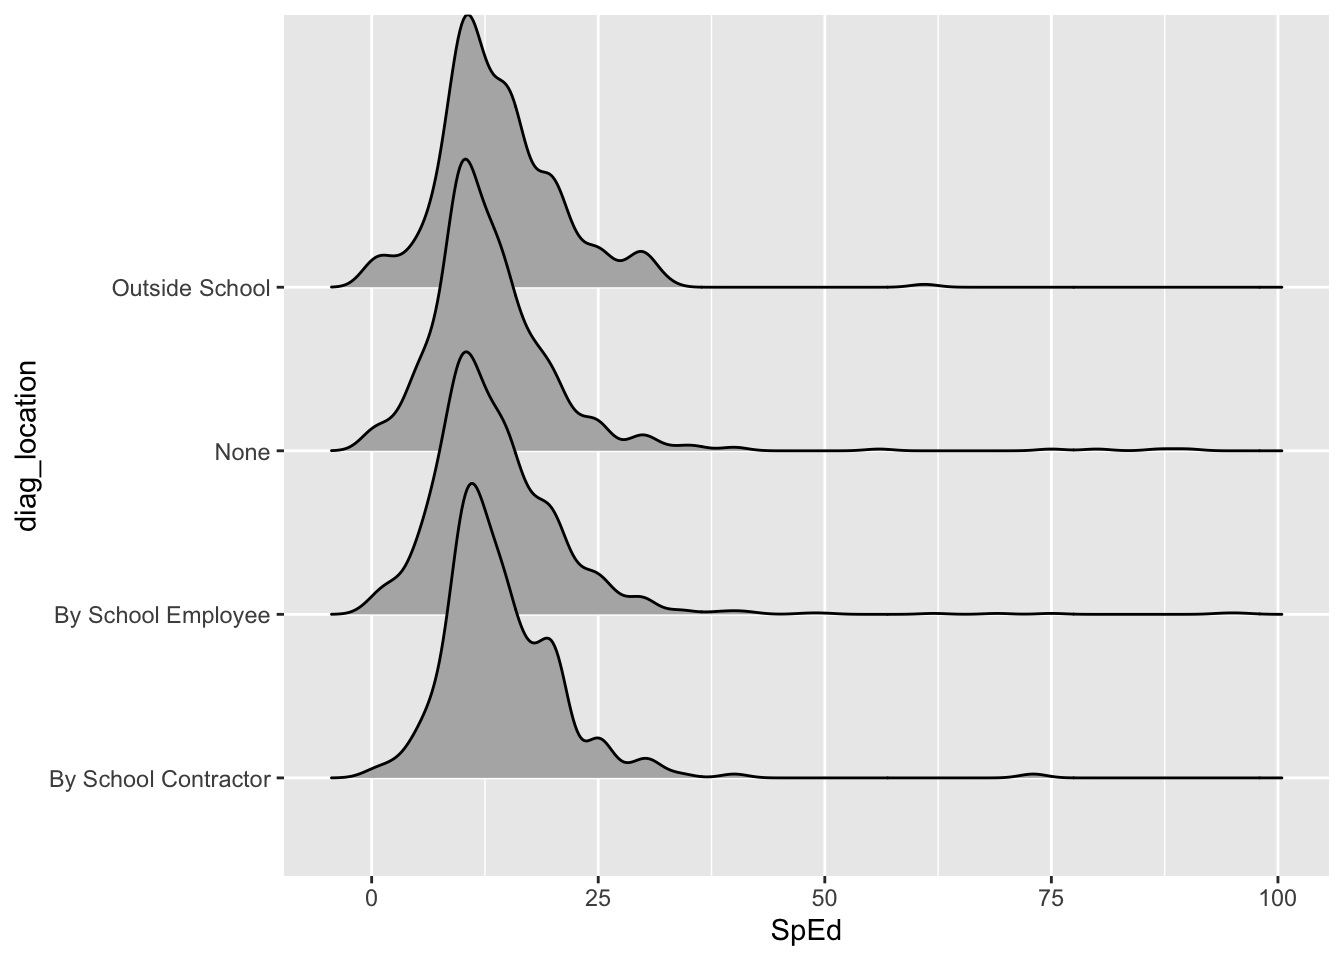 diag_location
Outside School
None
By School Employee
By School Contractor
0 25 50 75 100
SpEd